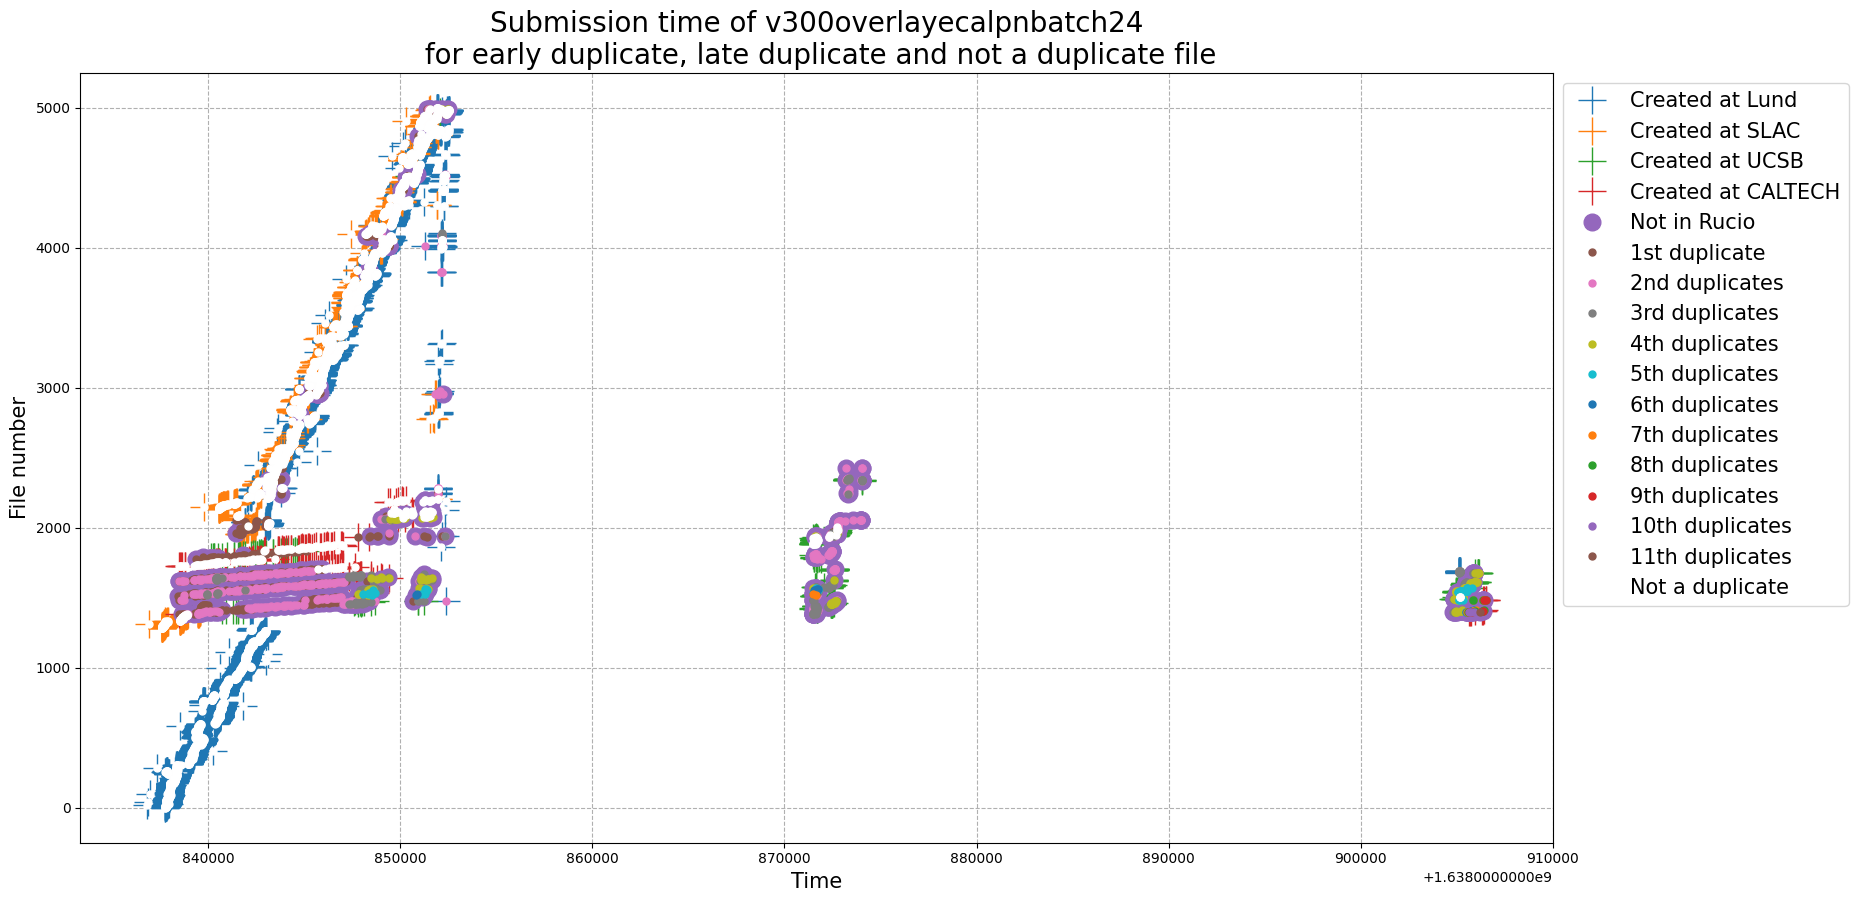 Submission time of v300overlayecalpnbatch24
for early duplicate, late duplicate and not a duplicate file
File number
5000
4000
3000
2000
1000
0
840000 850000 860000 870000 880000 890000 900000 910000
Time
+1.6380000000e9
Created at Lund
Created at SLAC
Created at UCSB
Created at CALTECH
Not in Rucio
1st duplicate
2nd duplicates
3rd duplicates
4th duplicates
5th duplicates
6th duplicates
7th duplicates
8th duplicates
9th duplicates
10th duplicates
11th duplicates
Not a duplicate